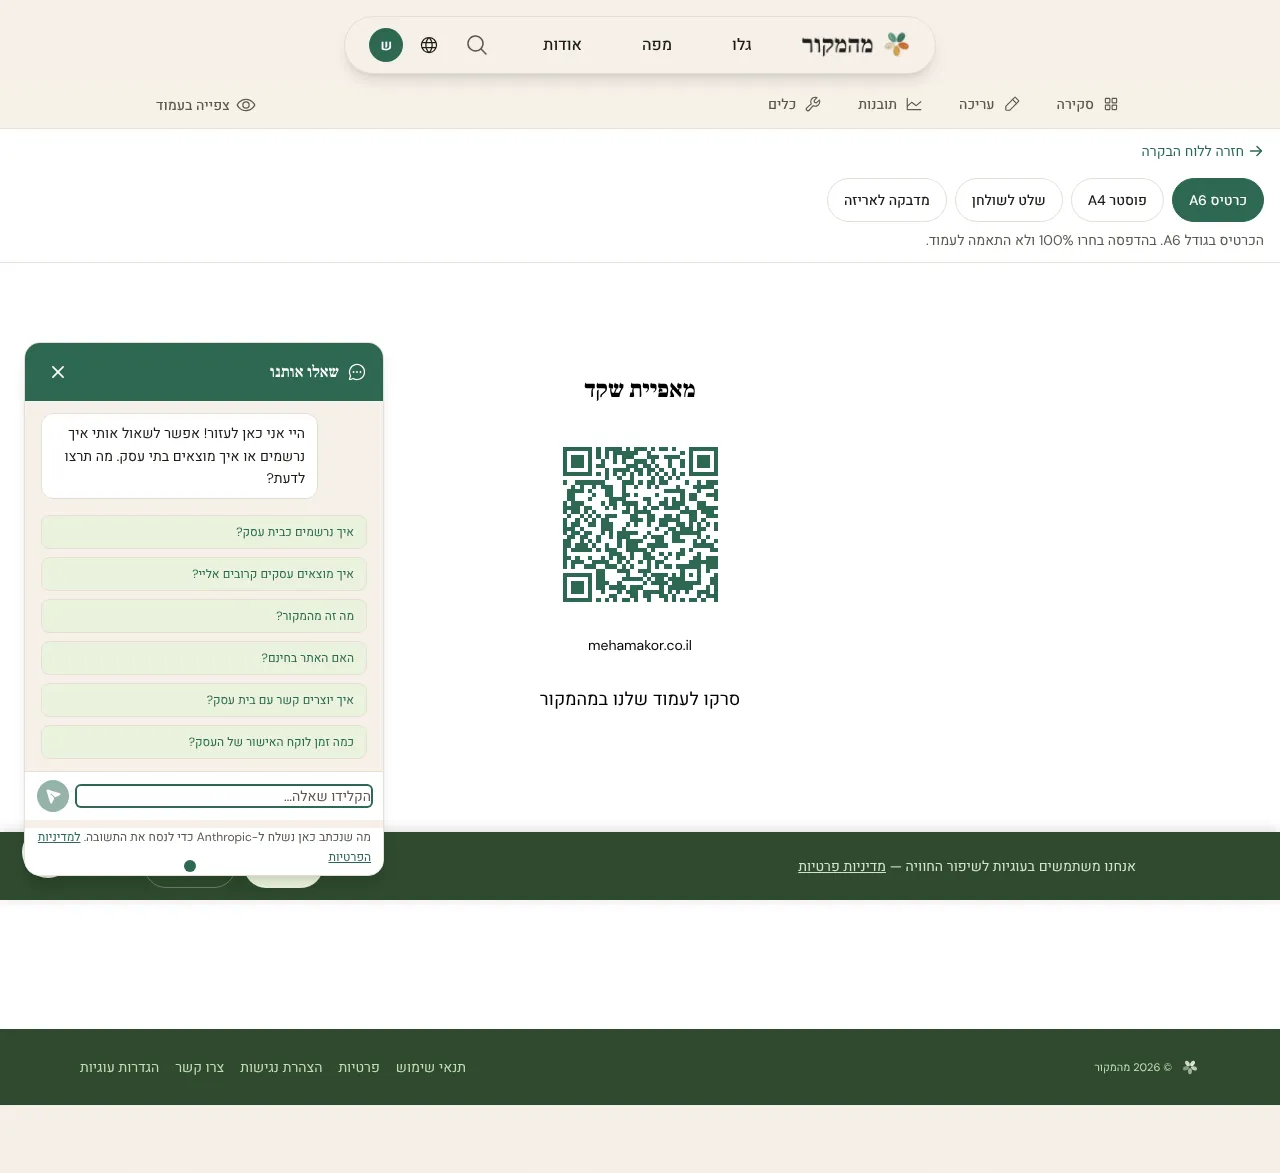 מהמקור
גלו
מפה
אודות
ש
סקירה
עריכה
תובנות
כלים
צפייה בעמוד
חזרה ללוח הבקרה
כרטיס A6
פוסטר A4
שלט לשולחן
מדבקה לאריזה
הכרטיס בגודל A6. בהדפסה בחרו 100% ולא התאמה לעמוד.
מאפיית שקד
mehamakor.co.il
סרקו לעמוד שלנו במהמקור
שאלו אותנו
היי אני כאן לעזור! אפשר לשאול אותי איך
נרשמים או איך מוצאים בתי עסק. מה תרצו
לדעת?
איך נרשמים כבית עסק?
איך מוצאים עסקים קרובים אליי?
מה זה מהמקור?
האם האתר בחינם?
איך יוצרים קשר עם בית עסק?
כמה זמן לוקח האישור של העסק?
הקלידו שאלה...
מה שנכתב כאן נשלח ל-Anthropic כדי לנסח את התשובה. למדיניות
הפרטיות
אנחנו משתמשים בעוגיות לשיפור החוויה — מדיניות פרטיות
© 2026 מהמקור
תנאי שימוש
פרטיות
הצהרת נגישות
צרו קשר
הגדרות עוגיות